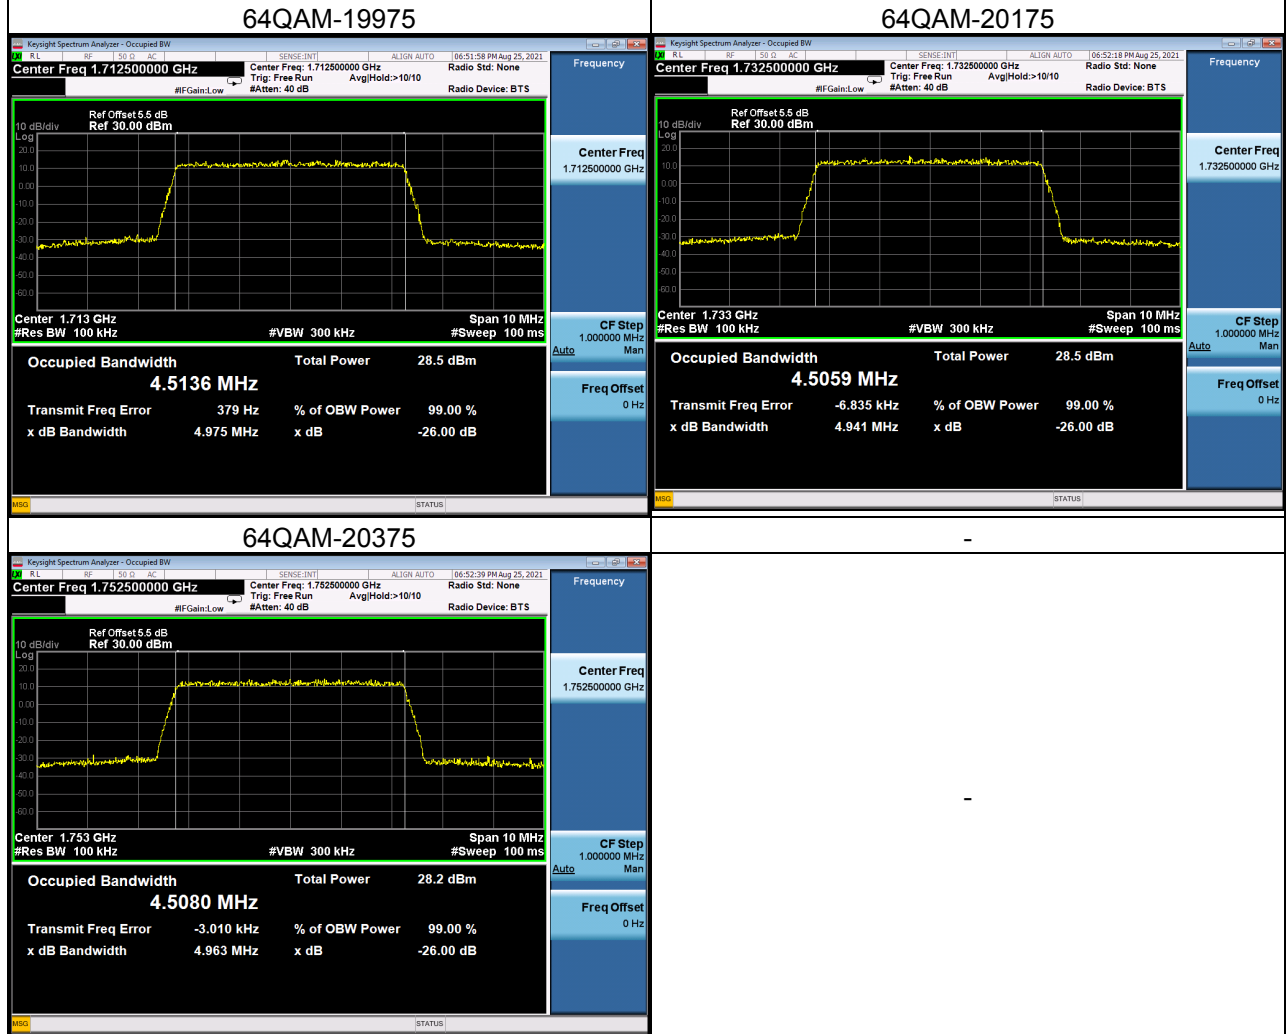 64QAM-19975
64QAM-20175
Keysight Spectrum Analyzer - Occupied BW
LXI RL RF 50 Ω AC SENSE:INT ALIGN AUTO 06:51:58 PM Aug 25, 2021
Center Freq 1.712500000 GHz
Center Freq: 1.712500000 GHz
Radio Std: None
Trig: Free Run Avg|Hold:>10/10
#IFGain:Low #Atten: 40 dB Radio Device: BTS
Ref Offset 5.5 dB
10 dB/div Ref 30.00 dBm
Log
20.0
10.0
0.00
-10.0
-20.0
-30.0
-40.0
-50.0
-60.0
Center 1.713 GHz Span 10 MHz
#Res BW 100 kHz #VBW 300 kHz #Sweep 100 ms
Occupied Bandwidth Total Power 28.5 dBm
4.5136 MHz
Transmit Freq Error 379 Hz % of OBW Power 99.00 %
x dB Bandwidth 4.975 MHz x dB -26.00 dB
MSG STATUS
Frequency
Center Freq
1.712500000 GHz
CF Step
1.000000 MHz
Auto Man
Freq Offset
0 Hz
Keysight Spectrum Analyzer - Occupied BW
LXI RL RF 50 Ω AC SENSE:INT ALIGN AUTO 06:52:18 PM Aug 25, 2021
Center Freq 1.732500000 GHz
Center Freq: 1.732500000 GHz
Radio Std: None
Trig: Free Run Avg|Hold:>10/10
#IFGain:Low #Atten: 40 dB Radio Device: BTS
Ref Offset 5.5 dB
10 dB/div Ref 30.00 dBm
Log
20.0
10.0
0.00
-10.0
-20.0
-30.0
-40.0
-50.0
-60.0
Center 1.733 GHz Span 10 MHz
#Res BW 100 kHz #VBW 300 kHz #Sweep 100 ms
Occupied Bandwidth Total Power 28.5 dBm
4.5059 MHz
Transmit Freq Error -6.835 kHz % of OBW Power 99.00 %
x dB Bandwidth 4.941 MHz x dB -26.00 dB
MSG STATUS
Frequency
Center Freq
1.732500000 GHz
CF Step
1.000000 MHz
Auto Man
Freq Offset
0 Hz
64QAM-20375
-
Keysight Spectrum Analyzer - Occupied BW
LXI RL RF 50 Ω AC SENSE:INT ALIGN AUTO 06:52:39 PM Aug 25, 2021
Center Freq 1.752500000 GHz
Center Freq: 1.752500000 GHz
Radio Std: None
Trig: Free Run Avg|Hold:>10/10
#IFGain:Low #Atten: 40 dB Radio Device: BTS
Ref Offset 5.5 dB
10 dB/div Ref 30.00 dBm
Log
20.0
10.0
0.00
-10.0
-20.0
-30.0
-40.0
-50.0
-60.0
Center 1.753 GHz Span 10 MHz
#Res BW 100 kHz #VBW 300 kHz #Sweep 100 ms
Occupied Bandwidth Total Power 28.2 dBm
4.5080 MHz
Transmit Freq Error -3.010 kHz % of OBW Power 99.00 %
x dB Bandwidth 4.963 MHz x dB -26.00 dB
MSG STATUS
Frequency
Center Freq
1.752500000 GHz
CF Step
1.000000 MHz
Auto Man
Freq Offset
0 Hz
-